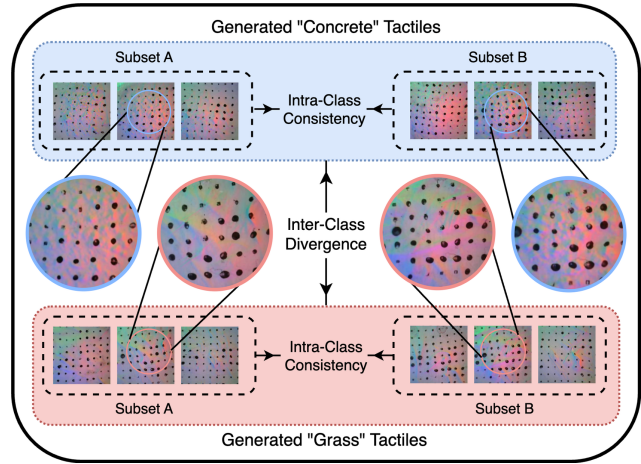 Generated "Concrete" Tactiles
Subset A
Subset B
Intra-Class
Consistency
Inter-Class
Divergence
Intra-Class
Consistency
Subset A
Subset B
Generated "Grass" Tactiles